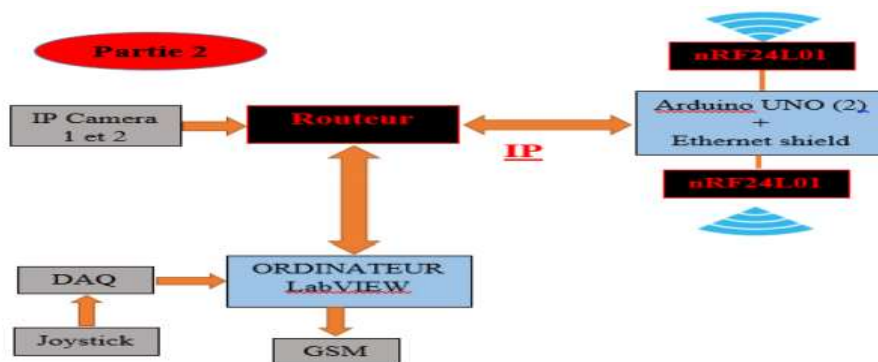 Partie 2
nRF24L01
IP Camera
1 et 2
Routeur
IP
Arduino UNO (2)
+
Ethernet shield
nRF24L01
DAQ
ORDINATEUR
LabVIEW
Joystick
GSM